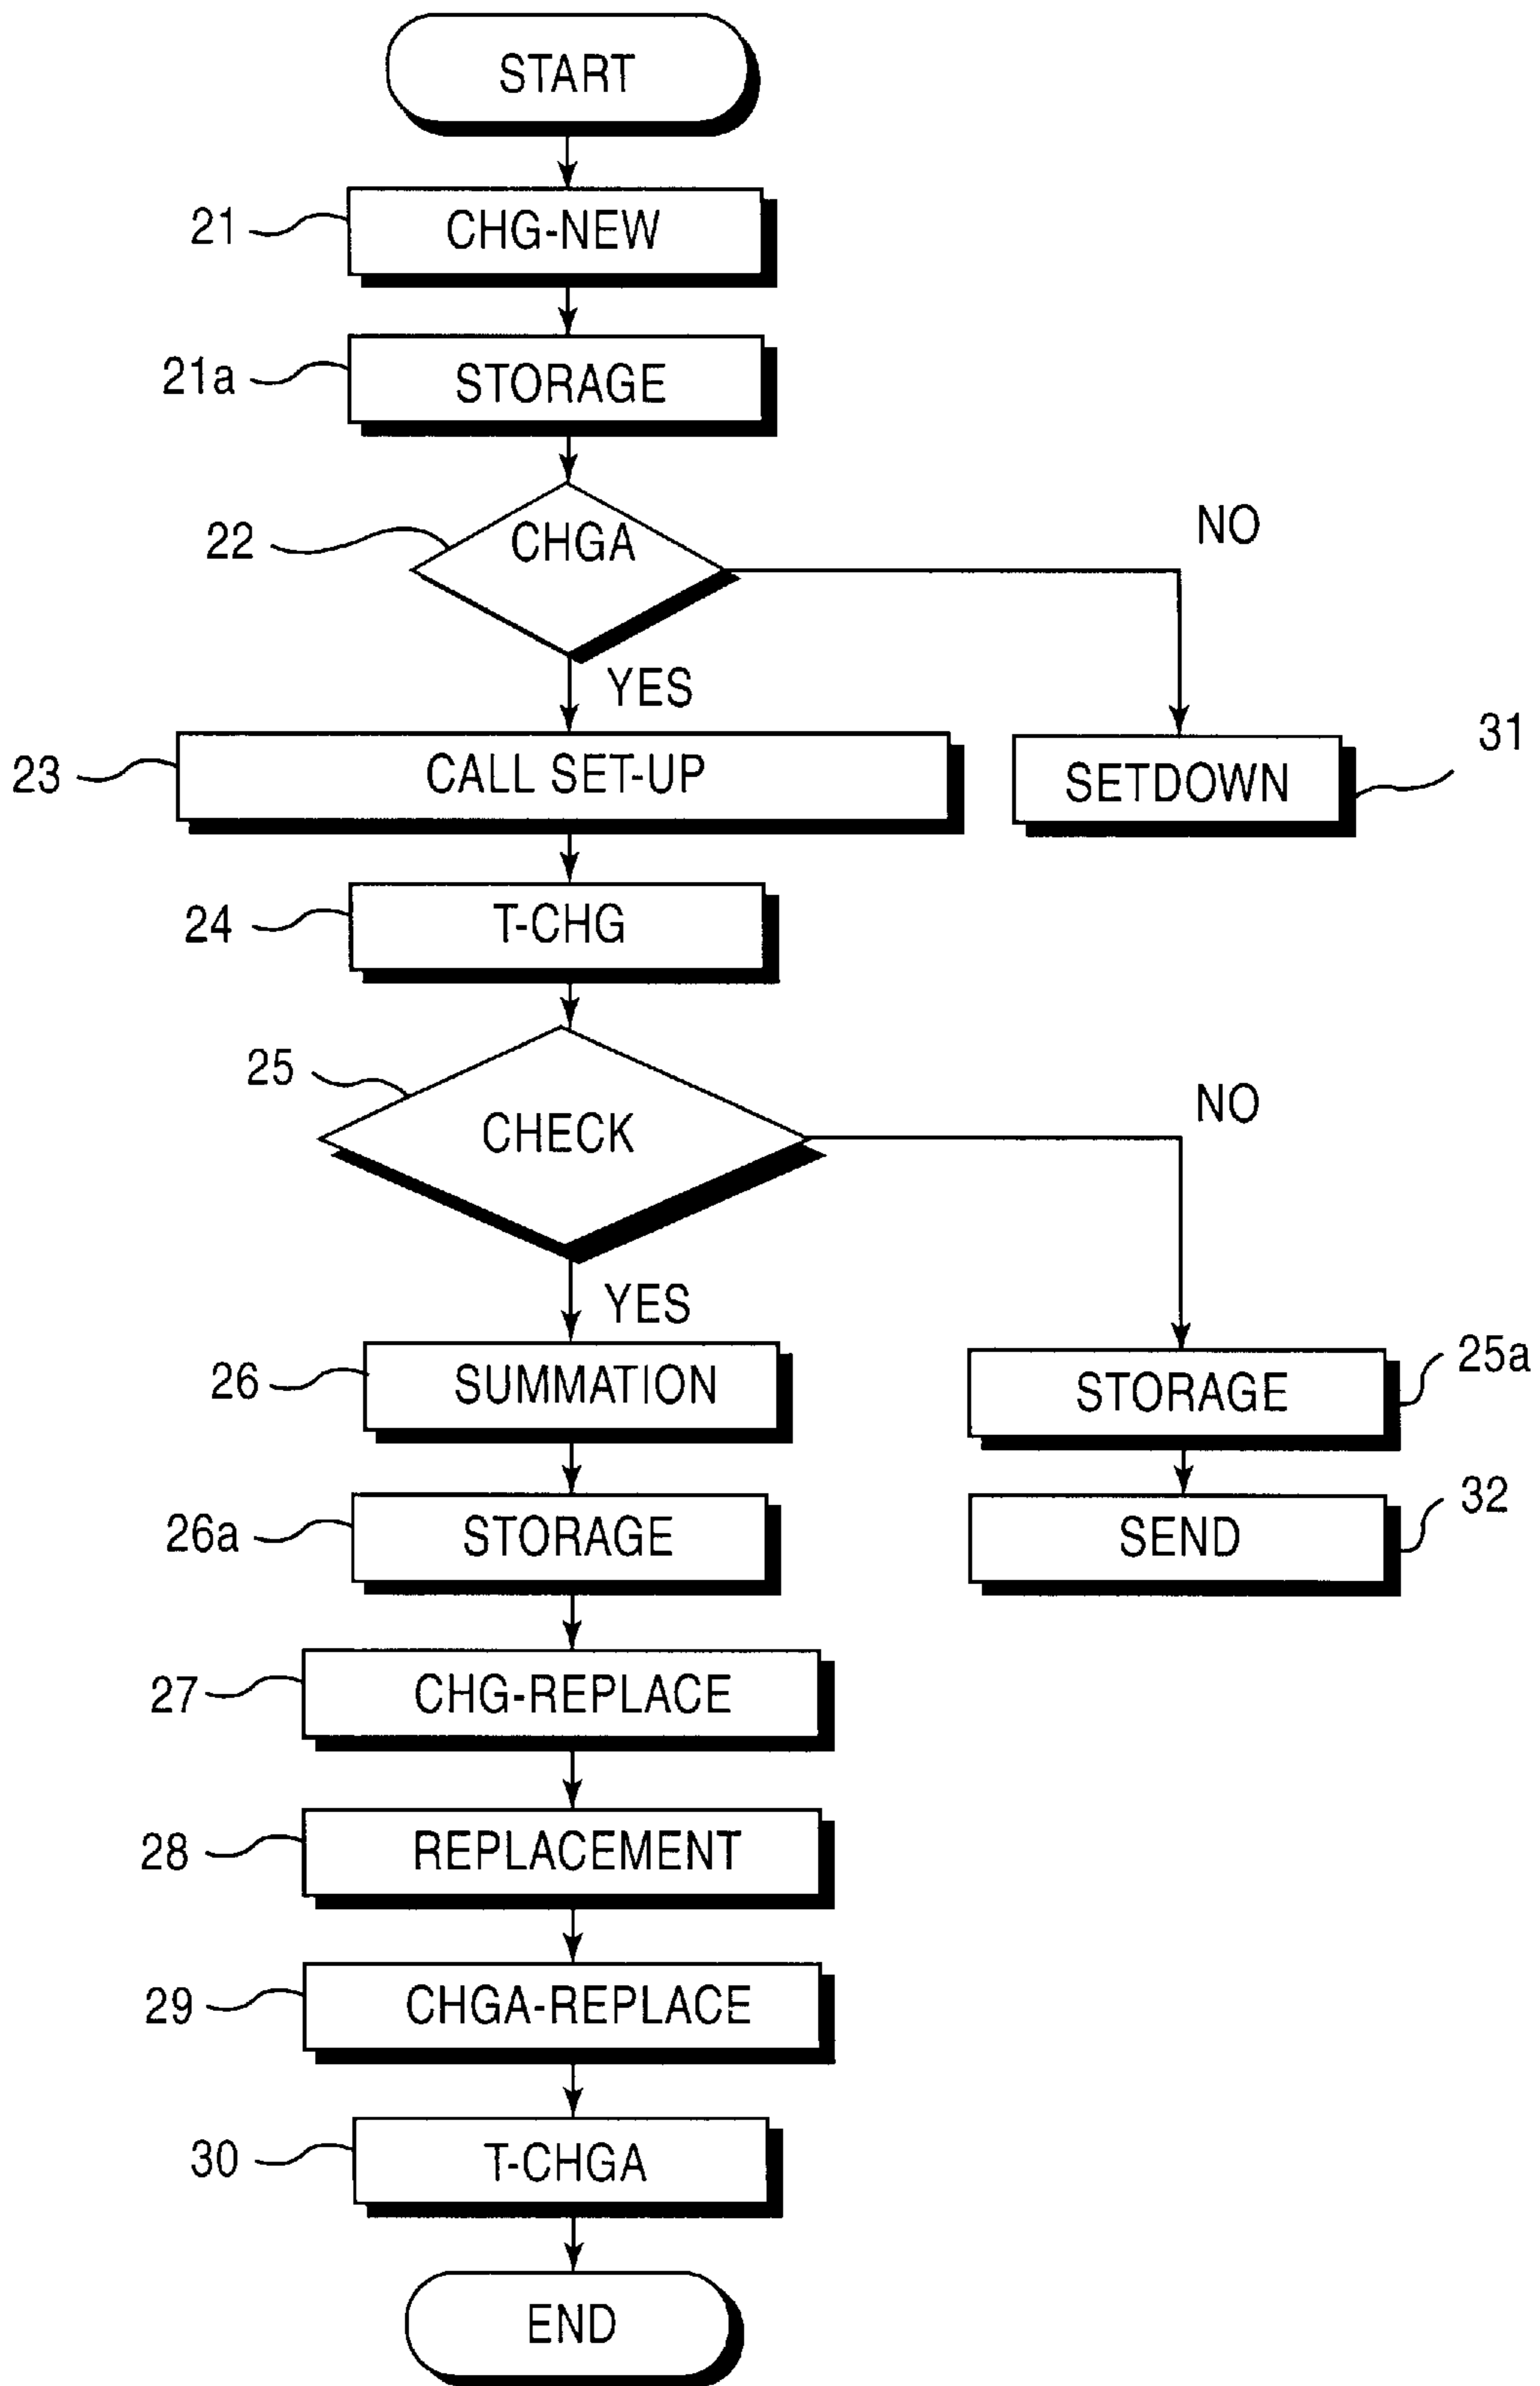 START
21
CHG-NEW
21a
STORAGE
22
CHGA
NO
YES
23
CALL SET-UP
SETDOWN
31
24
T-CHG
25
CHECK
NO
YES
26
SUMMATION
STORAGE
25a
26a
STORAGE
SEND
32
27
CHG-REPLACE
28
REPLACEMENT
29
CHGA-REPLACE
30
T-CHGA
END